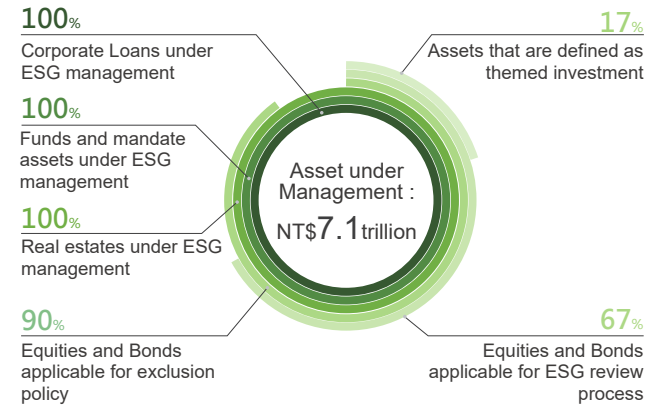 100%
Corporate Loans under
ESG management
100%
Funds and mandate
assets under ESG
management
100%
Real estates under ESG
management
90%
Equities and Bonds
applicable for exclusion
policy
Asset under
Management :
NT$7.1trillion
17%
Assets that are defined as
themed investment
67%
Equities and Bonds
applicable for ESG review
process